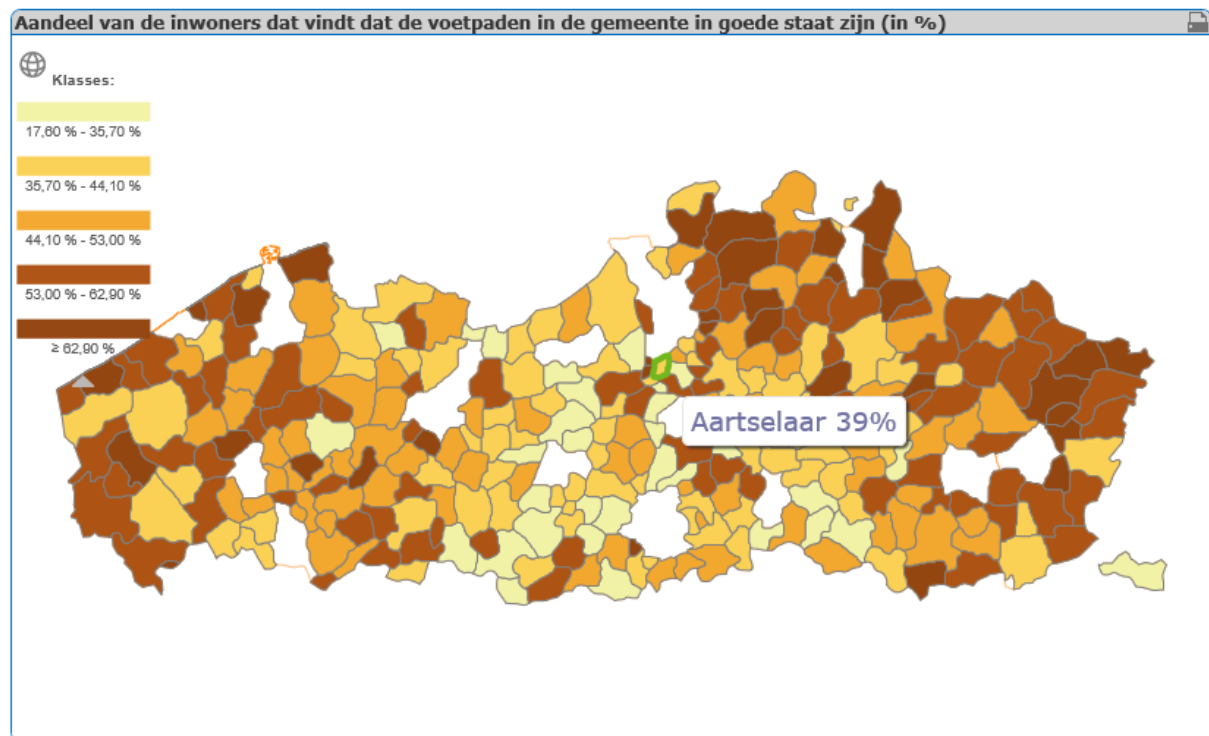 Aandeel van de inwoners dat vindt dat de voetpaden in de gemeente in goede staat zijn (in %)
Klasses:
17,60 % - 35,70 %
35,70 % - 44,10 %
44,10 % - 53,00 %
53,00 % - 62,90 %
≥ 62,90 %
Aartselaar 39%